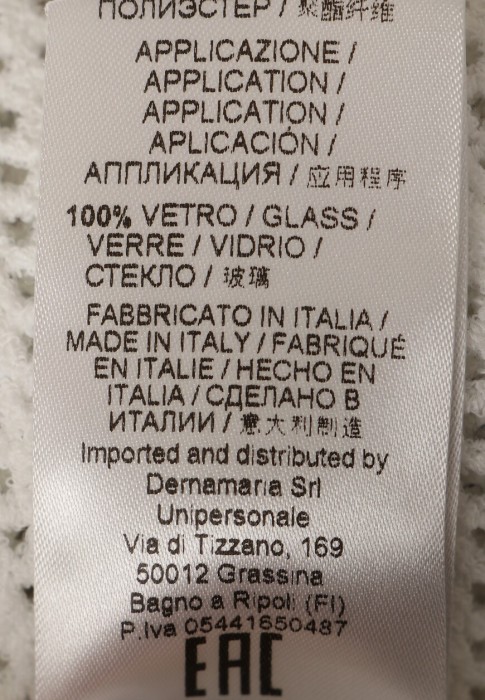 ПОЛИЭСТЕР / 聚酯纤维
APPLICAZIONE /
APPLICATION /
APPLICATION /
APLICACIÓN /
АППЛИКАЦИЯ / 应用程序
100% VETRO / GLASS /
VERRE / VIDRIO /
СТЕКЛО / 玻璃
FABBRICATO IN ITALIA /
MADE IN ITALY / FABRIQUÉ
EN ITALIE / HECHO EN
ITALIA / СДЕЛАНО В
ИТАЛИИ / 意大利制造
Imported and distributed by
Dernamaria Srl
Unipersonale
Via di Tizzano, 169
50012 Grassina
Bagno a Ripoli (FI)
P.Iva 05441650487
EAC